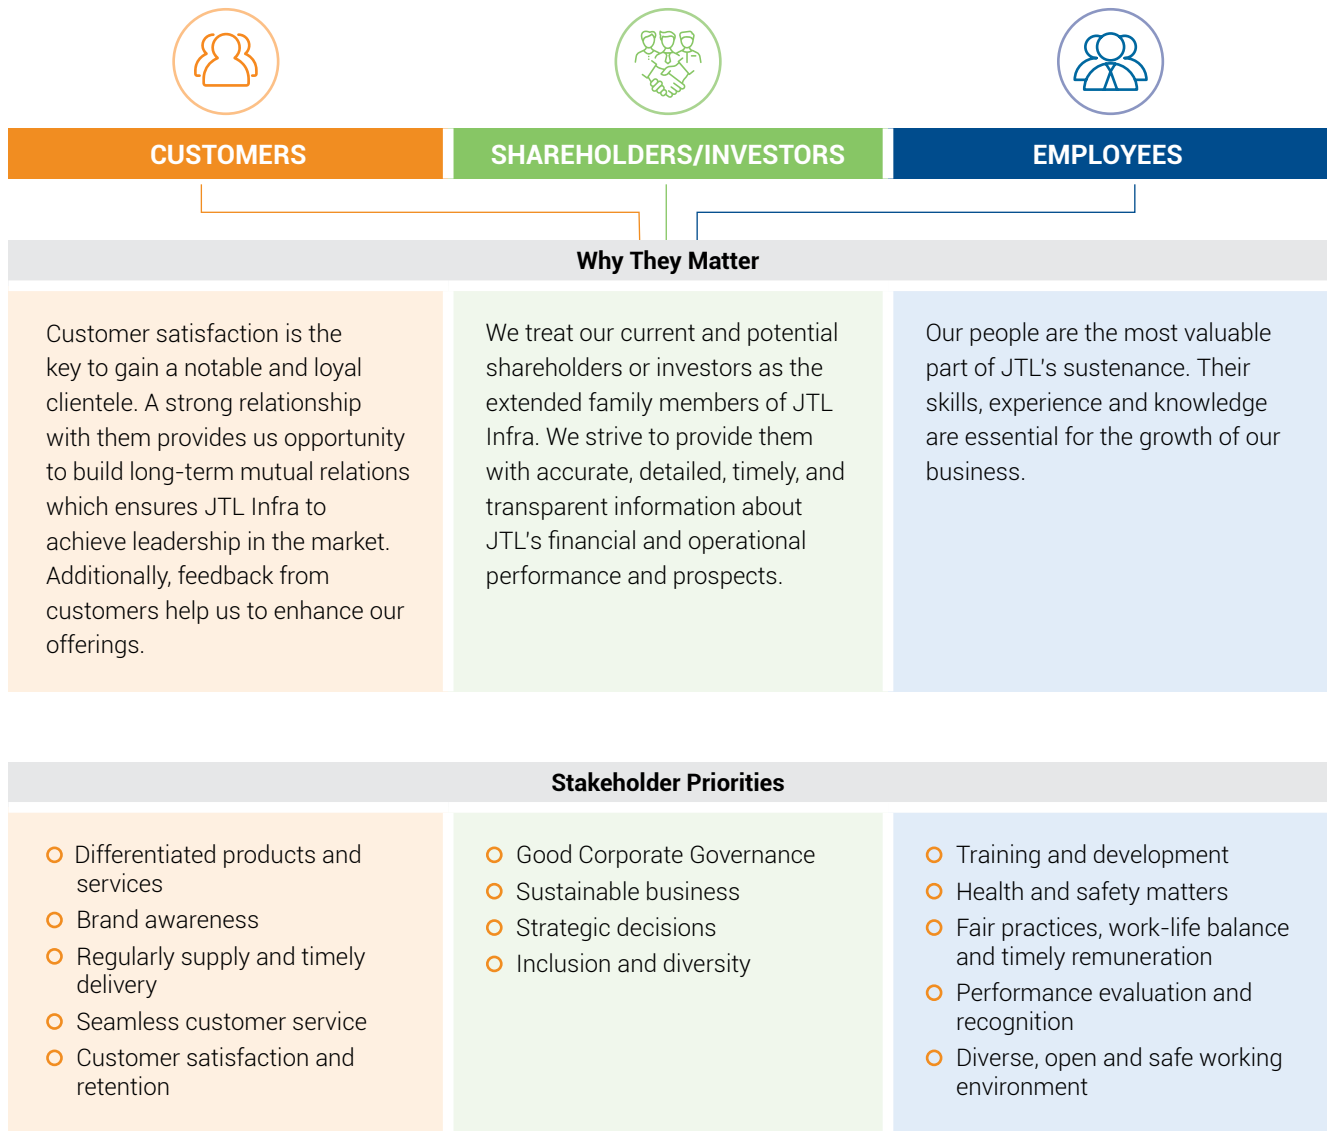 CUSTOMERS
SHAREHOLDERS/INVESTORS
EMPLOYEES
Why They Matter
Customer satisfaction is the
key to gain a notable and loyal
clientele. A strong relationship
with them provides us opportunity
to build long-term mutual relations
which ensures JTL Infra to
achieve leadership in the market.
Additionally, feedback from
customers help us to enhance our
offerings.
We treat our current and potential
shareholders or investors as the
extended family members of JTL
Infra. We strive to provide them
with accurate, detailed, timely, and
transparent information about
JTL's financial and operational
performance and prospects.
Our people are the most valuable
part of JTL's sustenance. Their
skills, experience and knowledge
are essential for the growth of our
business.
Stakeholder Priorities
Differentiated products and
services
Brand awareness
Regularly supply and timely
delivery
Seamless customer service
Customer satisfaction and
retention
Good Corporate Governance
Sustainable business
Strategic decisions
Inclusion and diversity
Training and development
Health and safety matters
Fair practices, work-life balance
and timely remuneration
Performance evaluation and
recognition
Diverse, open and safe working
environment